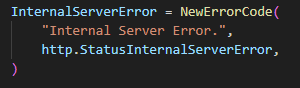 InternalServerError = NewErrorCode(
    "Internal Server Error.",
    http.StatusInternalServerError,
)